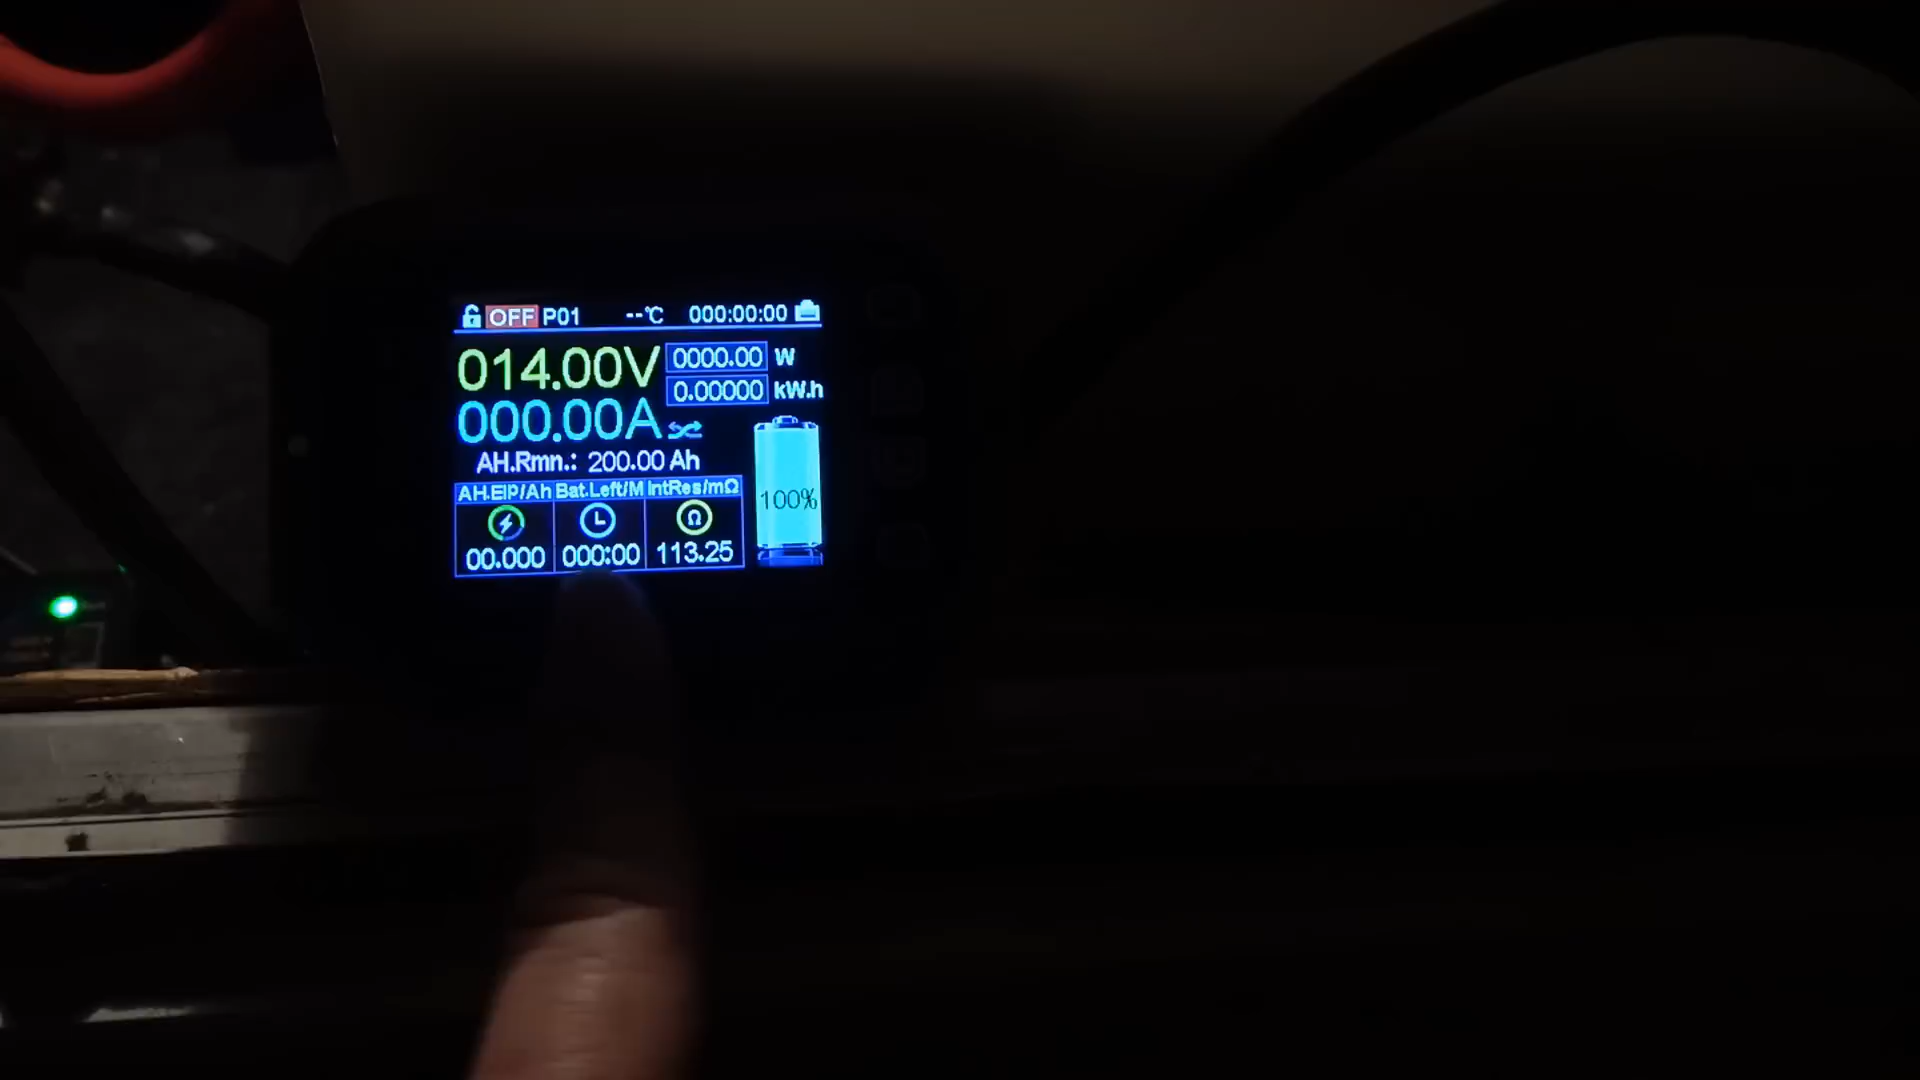 OFF P01 --℃ 000:00:00
014.00V 0000.00 W
0.00000 kW.h
000.00A
AH.Rmn.: 200.00 Ah
AH.ElP/Ah Bat.Left/M IntRes/mΩ
Ω
100%
00.000 000:00 113.25